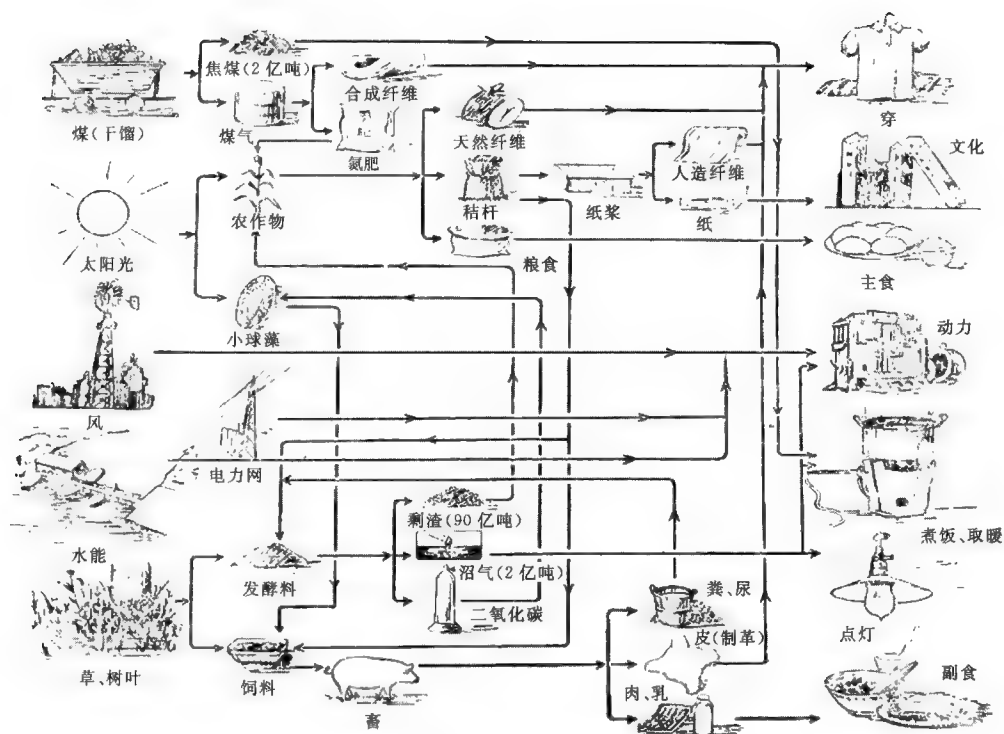 焦煤(2亿吨)
合成纤维
穿
煤(干馏)
煤气
氮肥
天然纤维
文化
人造纤维
农作物
秸杆
纸浆
纸
太阳光
粮食
主食
小球藻
动力
风
电力网
剩渣(90亿吨)
水能
煮饭、取暖
发酵料
沼气(2亿吨)
二氧化碳
粪、尿
点灯
皮(制革)
草、树叶
饲料
肉、乳
副食
畜